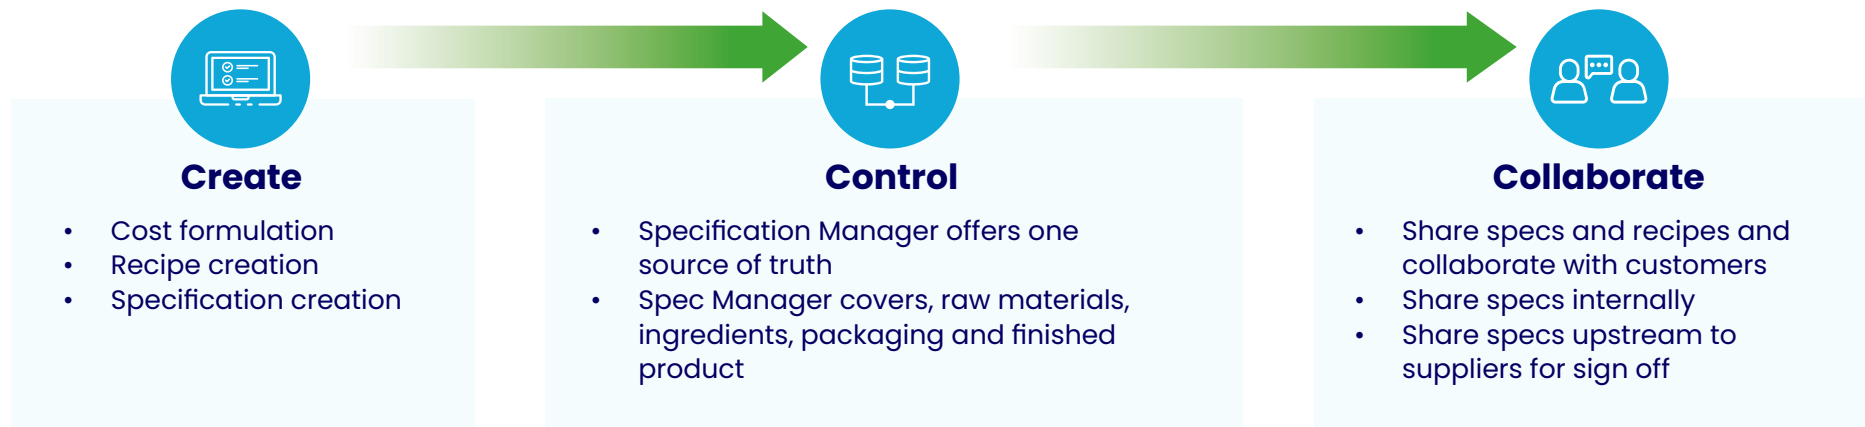 Create
• Cost formulation
• Recipe creation
• Specification creation
Control
• Specification Manager offers one
source of truth
• Spec Manager covers, raw materials,
ingredients, packaging and finished
product
Collaborate
• Share specs and recipes and
collaborate with customers
• Share specs internally
• Share specs upstream to
suppliers for sign off